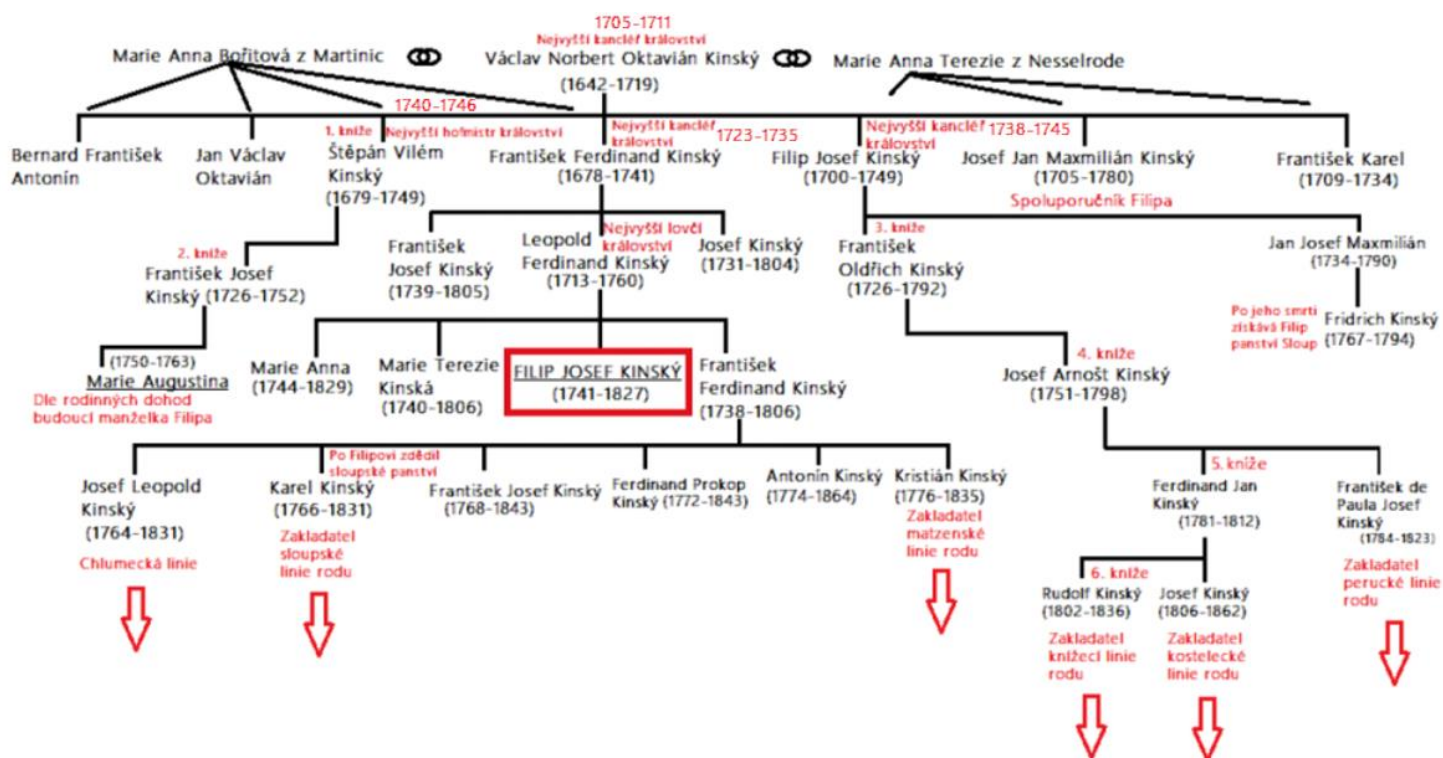 1705-1711
Nejvyšší kancléř království
Marie Anna Bořitová z Martinic
Václav Norbert Oktavián Kinský
(1642-1719)
Marie Anna Terezie z Nesselrode
Bernard František
Antonín
Jan Václav
Oktavián
1740-1746
1. kníže
Nejvyšší hofmistr království
Štěpán Vilém
Kinský
(1679-1749)
Nejvyšší kancléř
království
1723-1735
František Ferdinand Kinský
(1678-1741)
Nejvyšší kancléř
království
1738-1745
Filip Josef Kinský
(1700-1749)
Josef Jan Maxmilián Kinský
(1705-1780)
Spoluporučník Filipa
František Karel
(1709-1734)
2. kníže
František Josef
Kinský (1726-1752)
František
Josef Kinský
(1739-1805)
Nejvyšší lovčí
království
Leopold
Ferdinand Kinský
(1713-1760)
Josef Kinský
(1731-1804)
3. kníže
František
Oldřich Kinský
(1726-1792)
Jan Josef Maxmilián
(1734-1790)
(1750-1763)
Marie Augustina
Dle rodinných dohod
budoucí manželka Filipa
Marie Anna
(1744-1829)
Marie Terezie
Kinská
(1740-1806)
FILIP JOSEF KINSKÝ
(1741-1827)
František
Ferdinand Kinský
(1738-1806)
4. kníže
Josef Arnošt Kinský
(1751-1798)
Po jeho smrti
získává Filip
panství Sloup
Fridrich Kinský
(1767-1794)
Josef Leopold
Kinský
(1764-1831)
Chlumecká linie
Po Filipovi zdědil
sloupské panství
Karel Kinský
(1766-1831)
Zakladatel
sloupské
linie rodu
František Josef Kinský
(1768-1843)
Ferdinand Prokop
Kinský (1772-1843)
Antonín Kinský
(1774-1864)
Kristián Kinský
(1776-1835)
Zakladatel
matzenské
linie rodu
5. kníže
Ferdinand Jan
Kinský
(1781-1812)
František de
Paula Josef
Kinský
(1784-1823)
Zakladatel
perucké linie
rodu
6. kníže
Rudolf Kinský
(1802-1836)
Zakladatel
knížecí linie
rodu
Josef Kinský
(1806-1862)
Zakladatel
kostelecké
linie rodu